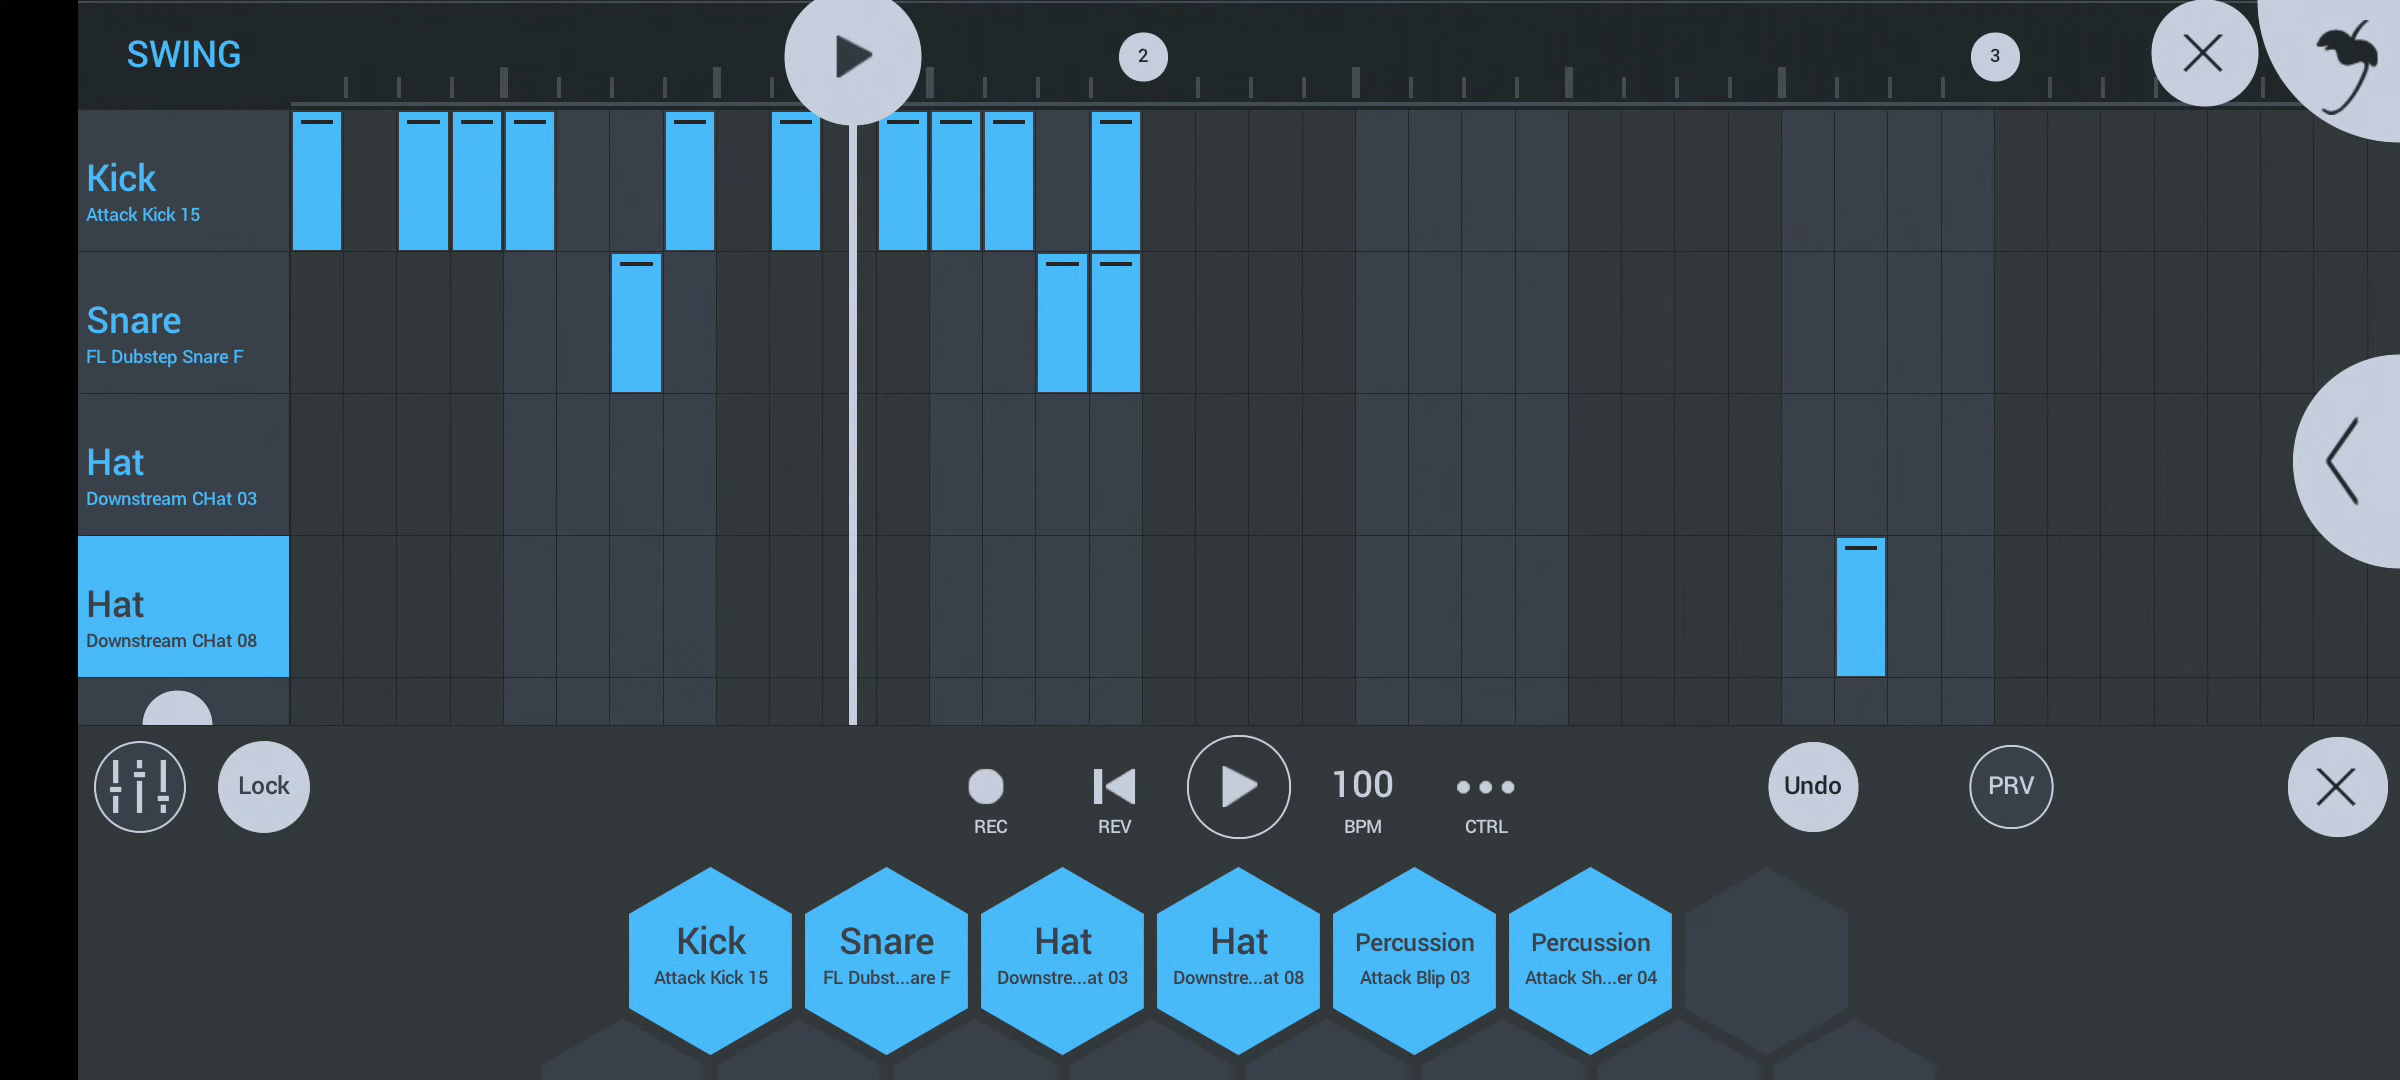 SWING
2
3
Kick
Attack Kick 15
Snare
FL Dubstep Snare F
Hat
Downstream CHat 03
Hat
Downstream CHat 08
Lock
REC
REV
100
BPM
CTRL
Undo
PRV
Kick
Attack Kick 15
Snare
FL Dubst...are F
Hat
Downstre...at 03
Hat
Downstre...at 08
Percussion
Attack Blip 03
Percussion
Attack Sh...er 04